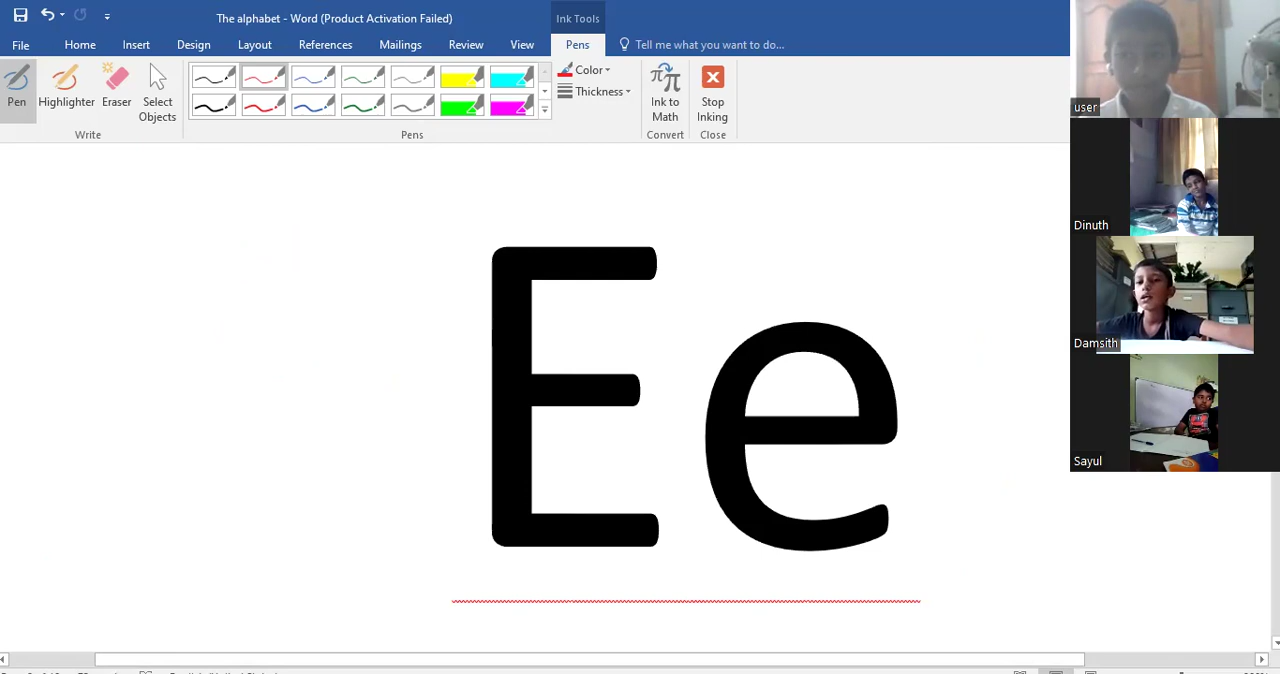 The alphabet - Word (Product Activation Failed)
Ink Tools
File Home Insert Design Layout References Mailings Review View Pens Tell me what you want to do...
Pen Highlighter Eraser Select Objects
Color
Thickness
Ink to Math
Stop Inking
Write Pens Convert Close
Ee
user
Dinuth
Damsith
Sayul